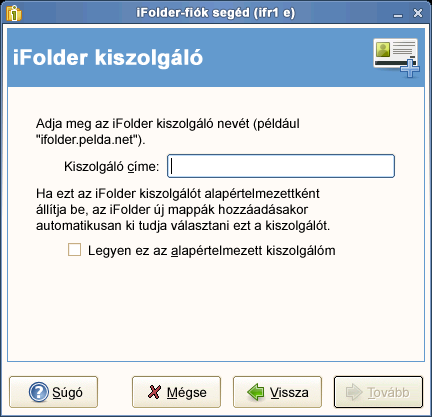 iFolder-fiók segéd (ifr1 e)
iFolder kiszolgáló
Adja meg az iFolder kiszolgáló nevét (például
"ifolder.pelda.net").
Kiszolgáló címe:
Ha ezt az iFolder kiszolgálót alapértelmezettként
állítja be, az iFolder új mappák hozzáadásakor
automatikusan ki tudja választani ezt a kiszolgálót.
Legyen ez az alapértelmezett kiszolgálóm
Súgó
Mégse
Vissza
Tovább